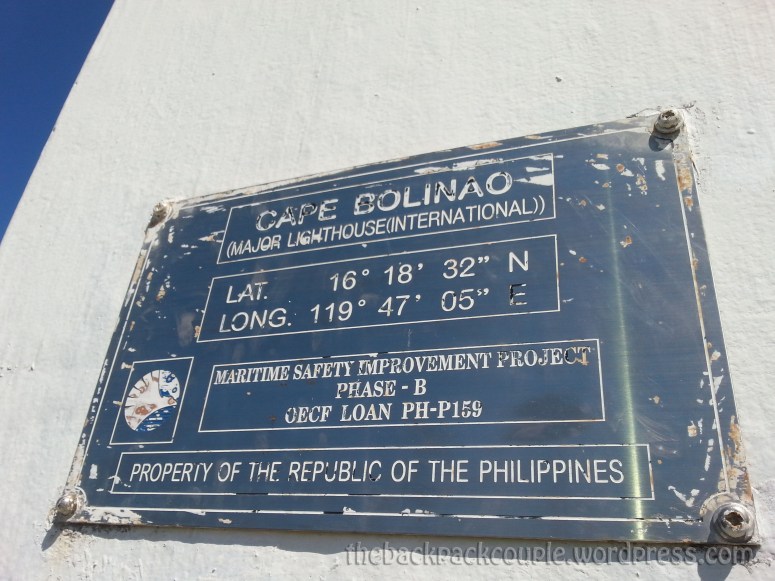 CAPE BOLINAO
(MAJOR LIGHTHOUSE(INTERNATIONAL))
LAT. 16° 18' 32" N
LONG. 119° 47' 05" E
MARITIME SAFETY IMPROVEMENT PROJECT
PHASE - B
OECF LOAN PH-P159
PROPERTY OF THE REPUBLIC OF THE PHILIPPINES
thebackpackcouple.wordpress.com